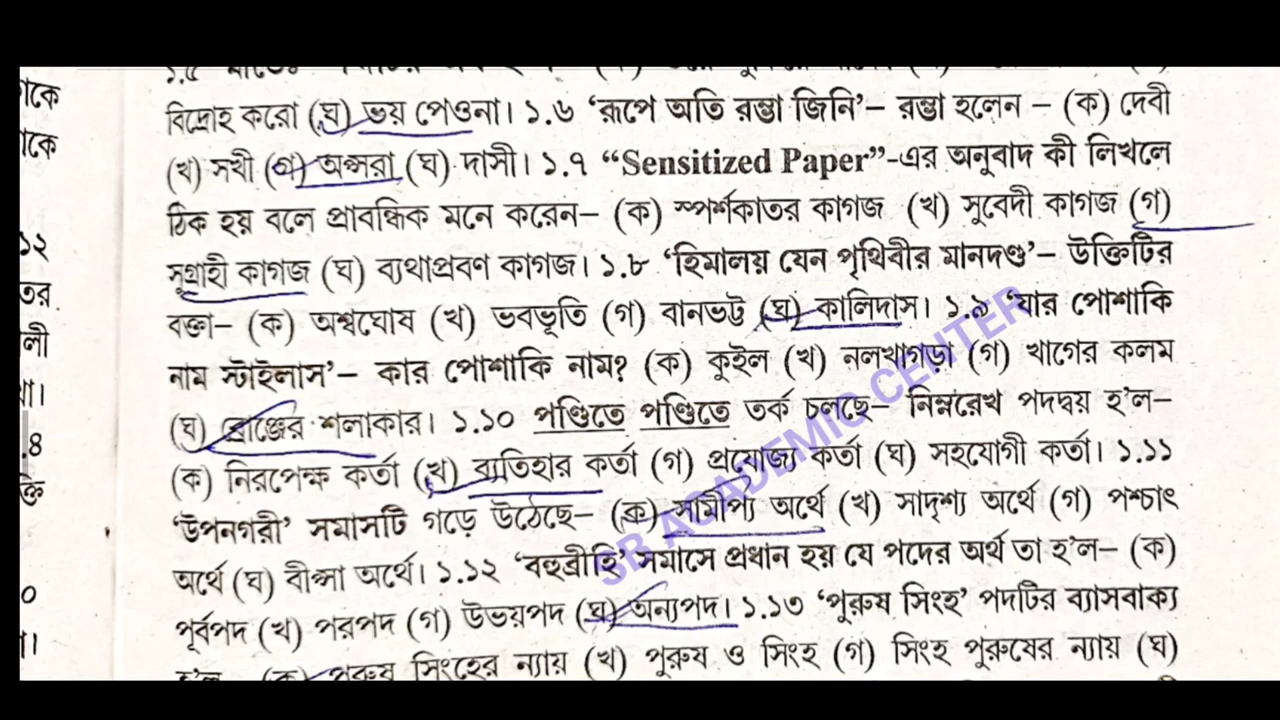 বিদ্রোহ করো (ঘ) ভয় পেওনা। ১.৬ ‘রূপে অতি রম্ভা জিনি’– রম্ভা হলেন – (ক) দেবী
(খ) সখী (গ) অপ্সরা (ঘ) দাসী। ১.৭ “Sensitized Paper”-এর অনুবাদ কী লিখলে
ঠিক হয় বলে প্রাবন্ধিক মনে করেন– (ক) স্পর্শকাতর কাগজ (খ) সুবেদী কাগজ (গ)
সুগ্রাহী কাগজ (ঘ) ব্যথাপ্রবণ কাগজ। ১.৮ ‘হিমালয় যেন পৃথিবীর মানদণ্ড’– উক্তিটির
বক্তা– (ক) অশ্বঘোষ (খ) ভবভূতি (গ) বানভট্ট (ঘ) কালিদাস। ১.৯ ‘যার পোশাকি
নাম স্টাইলাস’– কার পোশাকি নাম? (ক) কুইল (খ) নলখাগড়া (গ) খাগের কলম
(ঘ) ব্রোঞ্জের শলাকার। ১.১০ পণ্ডিতে পণ্ডিতে তর্ক চলছে– নিম্নরেখ পদদ্বয় হ’ল–
(ক) নিরপেক্ষ কর্তা (খ) ব্যতিহার কর্তা (গ) প্রযোজ্য কর্তা (ঘ) সহযোগী কর্তা। ১.১১
‘উপনগরী’ সমাসটি গড়ে উঠেছে– (ক) সামীপ্য অর্থে (খ) সাদৃশ্য অর্থে (গ) পশ্চাৎ
অর্থে (ঘ) বীপ্সা অর্থে। ১.১২ ‘বহুব্রীহি’ সমাসে প্রধান হয় যে পদের অর্থ তা হ’ল– (ক)
পূর্বপদ (খ) পরপদ (গ) উভয়পদ (ঘ) অন্যপদ। ১.১৩ ‘পুরুষ সিংহ’ পদটির ব্যাসবাক্য
হ’ল– (ক) পুরুষ সিংহের ন্যায় (খ) পুরুষ ও সিংহ (গ) সিংহ পুরুষের ন্যায় (ঘ)
SR ACADEMIC CENTER